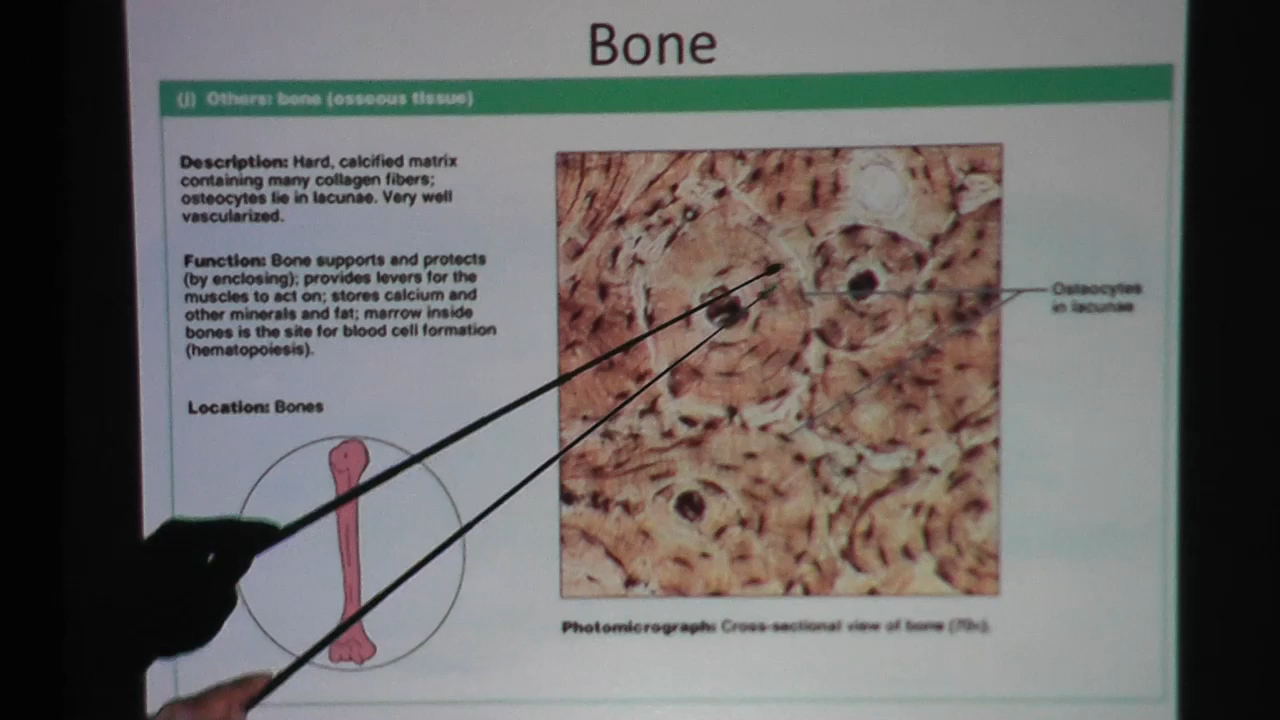 Bone
(j) Others: bone (osseous tissue)
Description: Hard, calcified matrix
containing many collagen fibers;
osteocytes lie in lacunae. Very well
vascularized.
Function: Bone supports and protects
(by enclosing); provides levers for the
muscles to act on; stores calcium and
other minerals and fat; marrow inside
bones is the site for blood cell formation
(hematopoiesis).
Location: Bones
Osteocytes
in lacunae
Photomicrograph: Cross-sectional view of bone